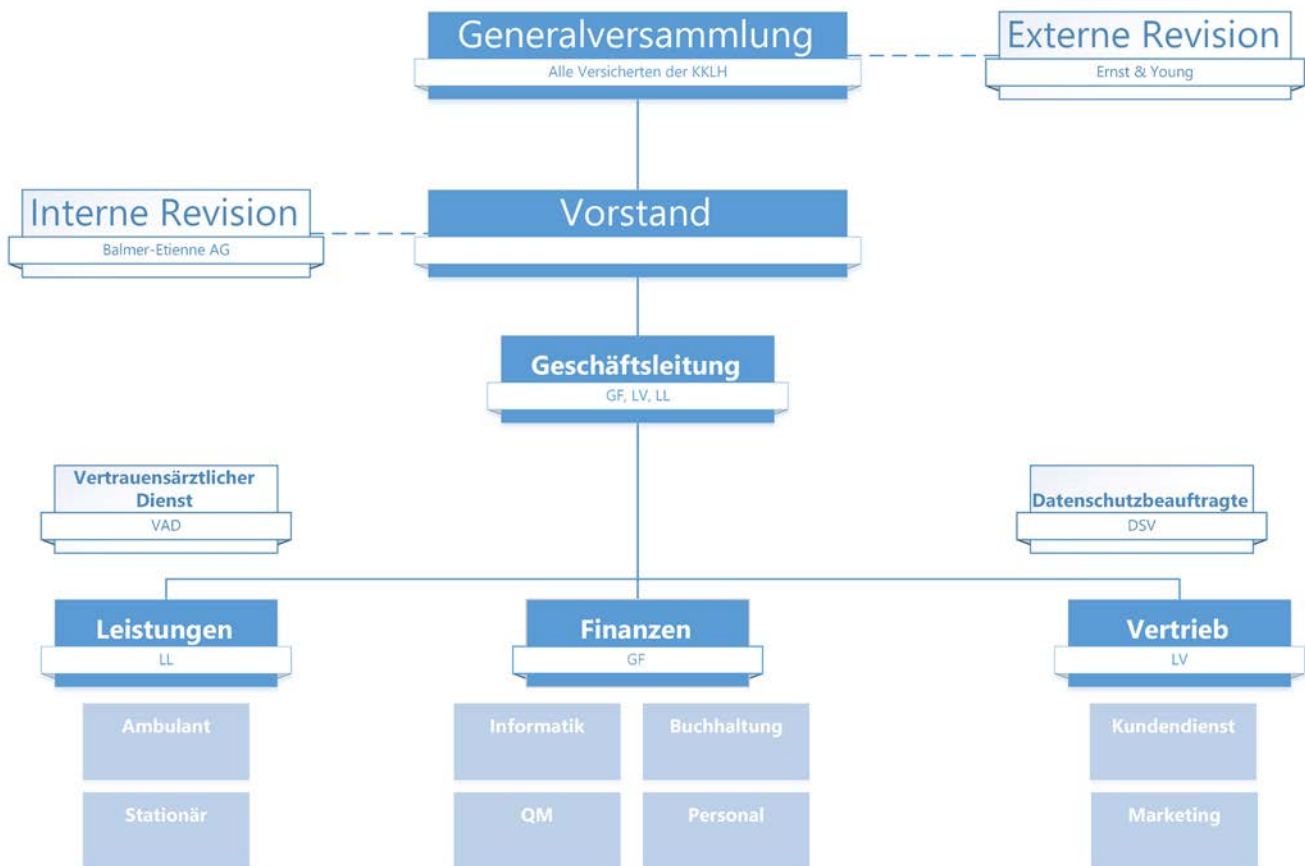 Generalversammlung
Alle Versicherten der KKLH
Externe Revision
Ernst & Young
Interne Revision
Balmer-Etienne AG
Vorstand
Geschäftsleitung
GF, LV, LL
Vertrauensärztlicher
Dienst
VAD
Datenschutzbeauftragte
DSV
Leistungen
LL
Finanzen
GF
Vertrieb
LV
Ambulant
Informatik
Buchhaltung
Kundendienst
Stationär
QM
Personal
Marketing